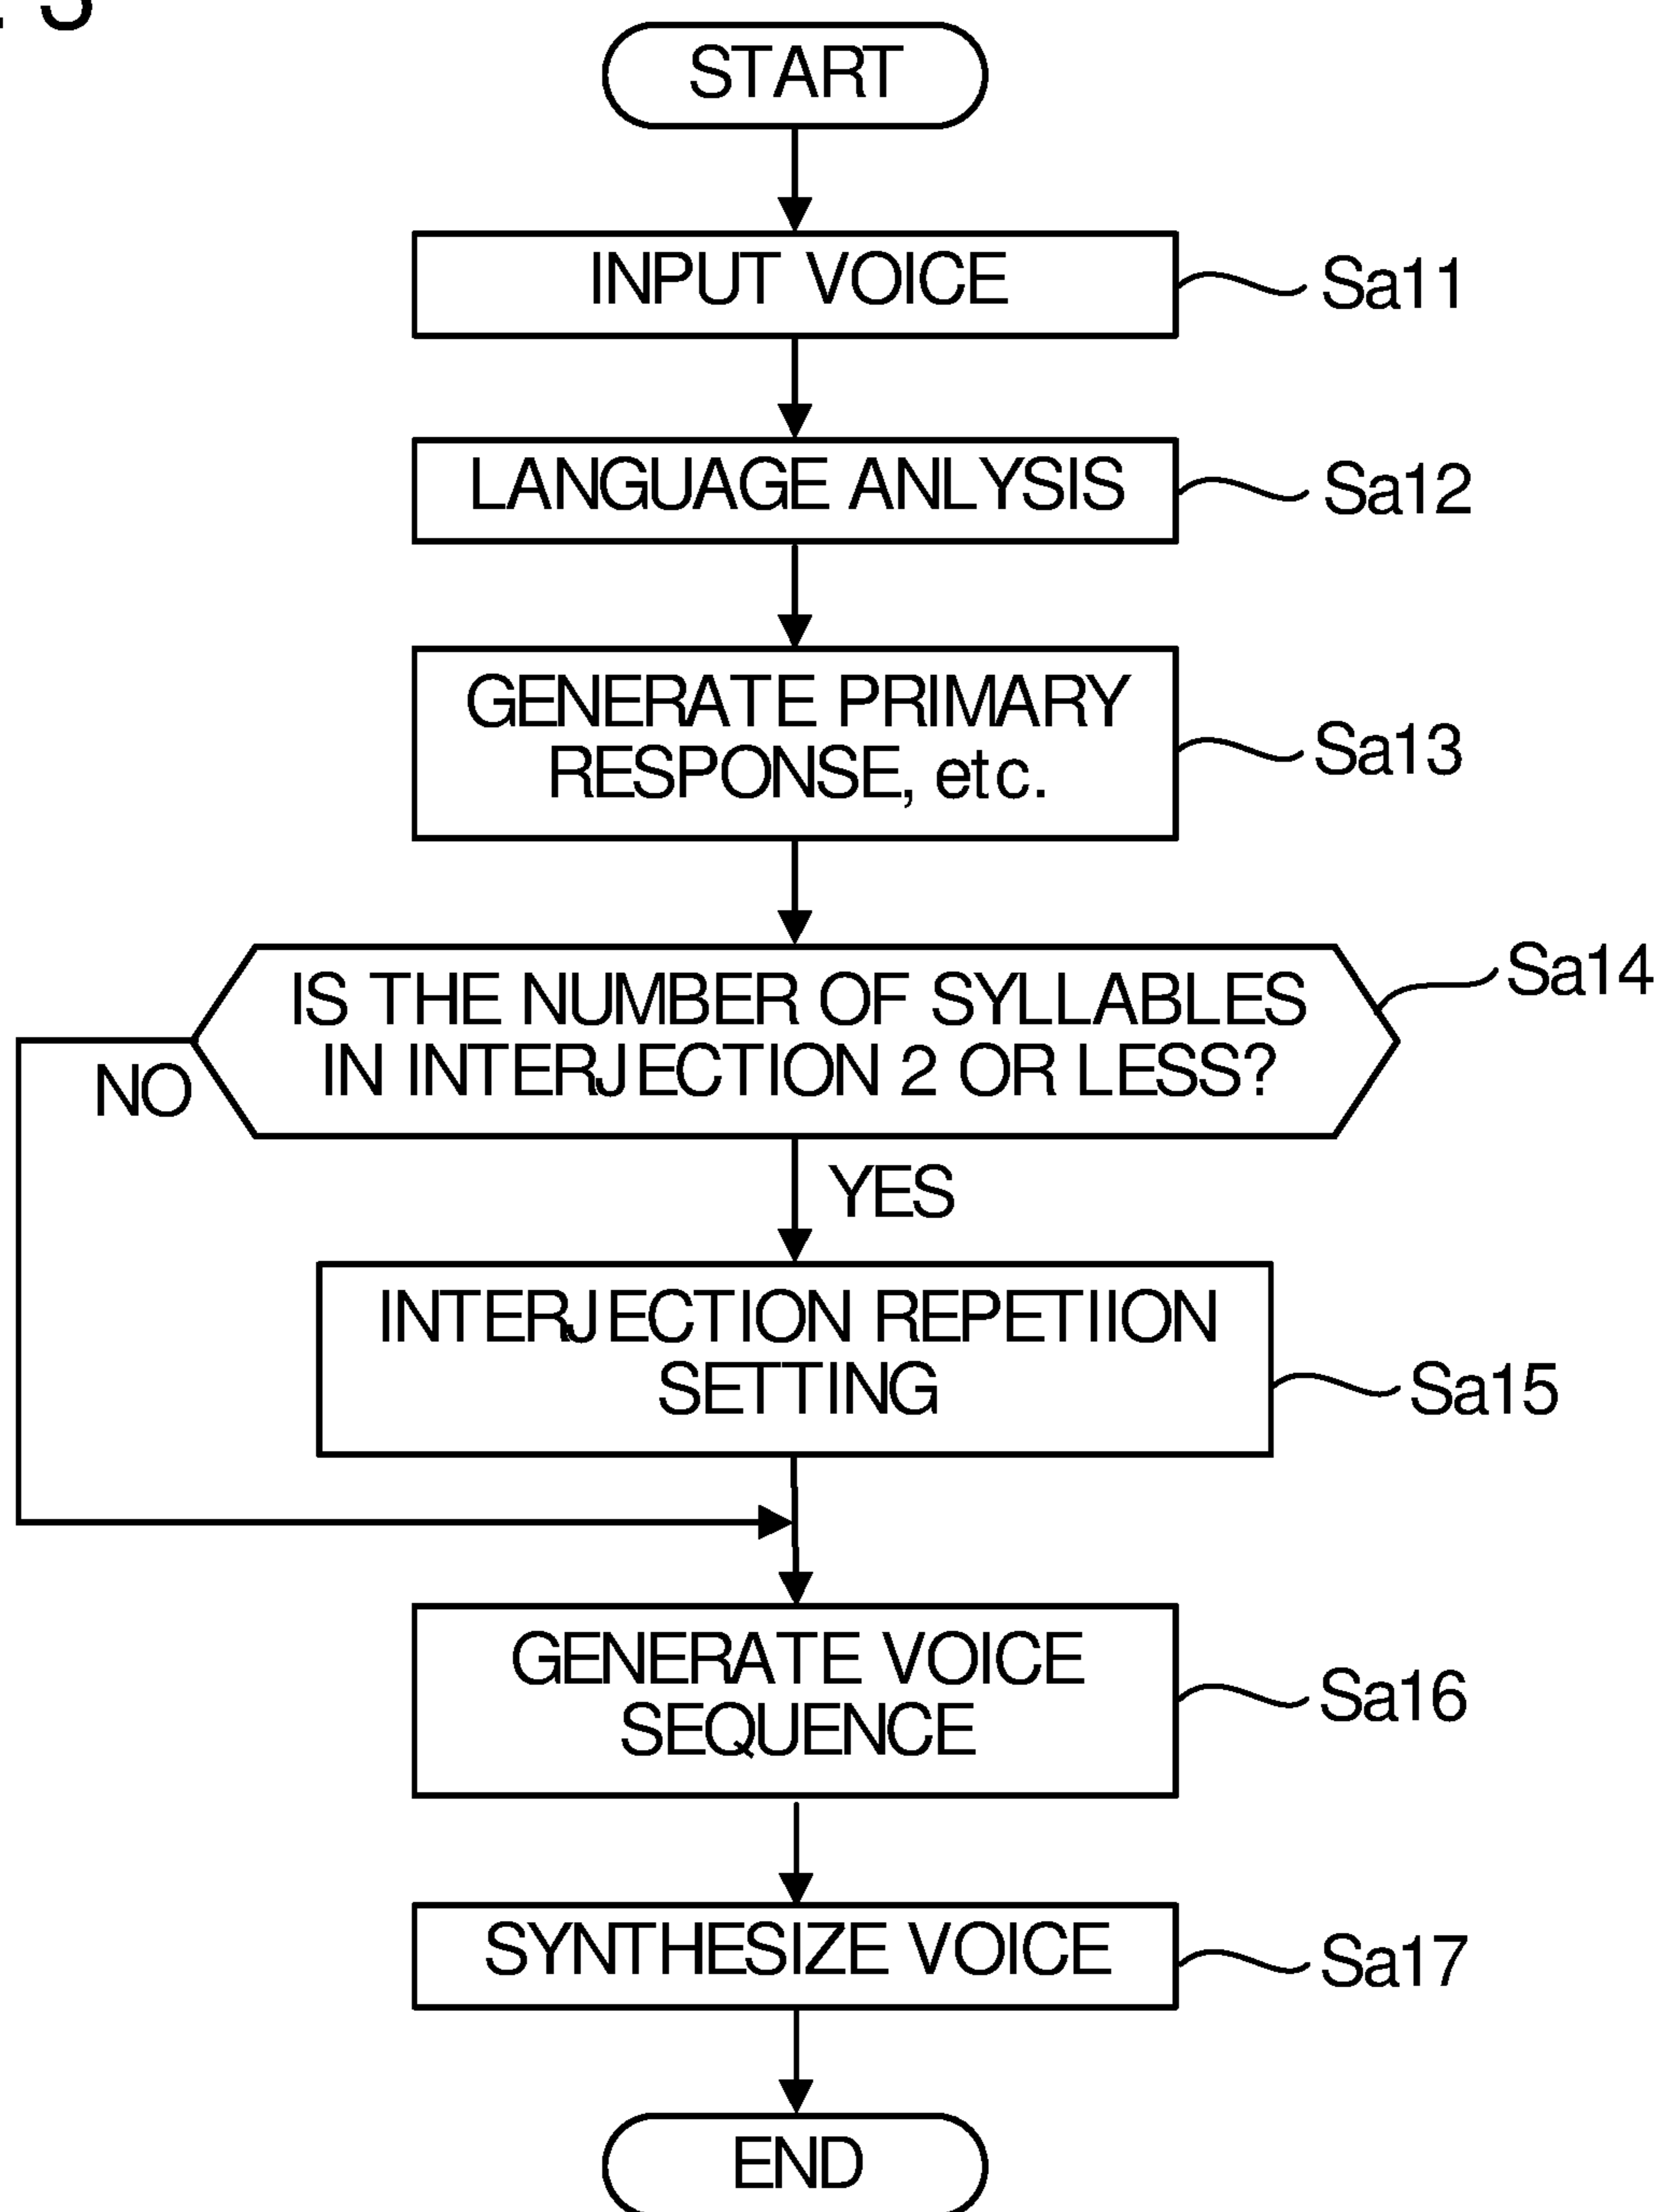 START
INPUT VOICE
Sa11
LANGUAGE ANLYSIS
Sa12
GENERATE PRIMARY
RESPONSE, etc.
Sa13
IS THE NUMBER OF SYLLABLES
IN INTERJECTION 2 OR LESS?
Sa14
NO
YES
INTERJECTION REPETIION
SETTING
Sa15
GENERATE VOICE
SEQUENCE
Sa16
SYNTHESIZE VOICE
Sa17
END